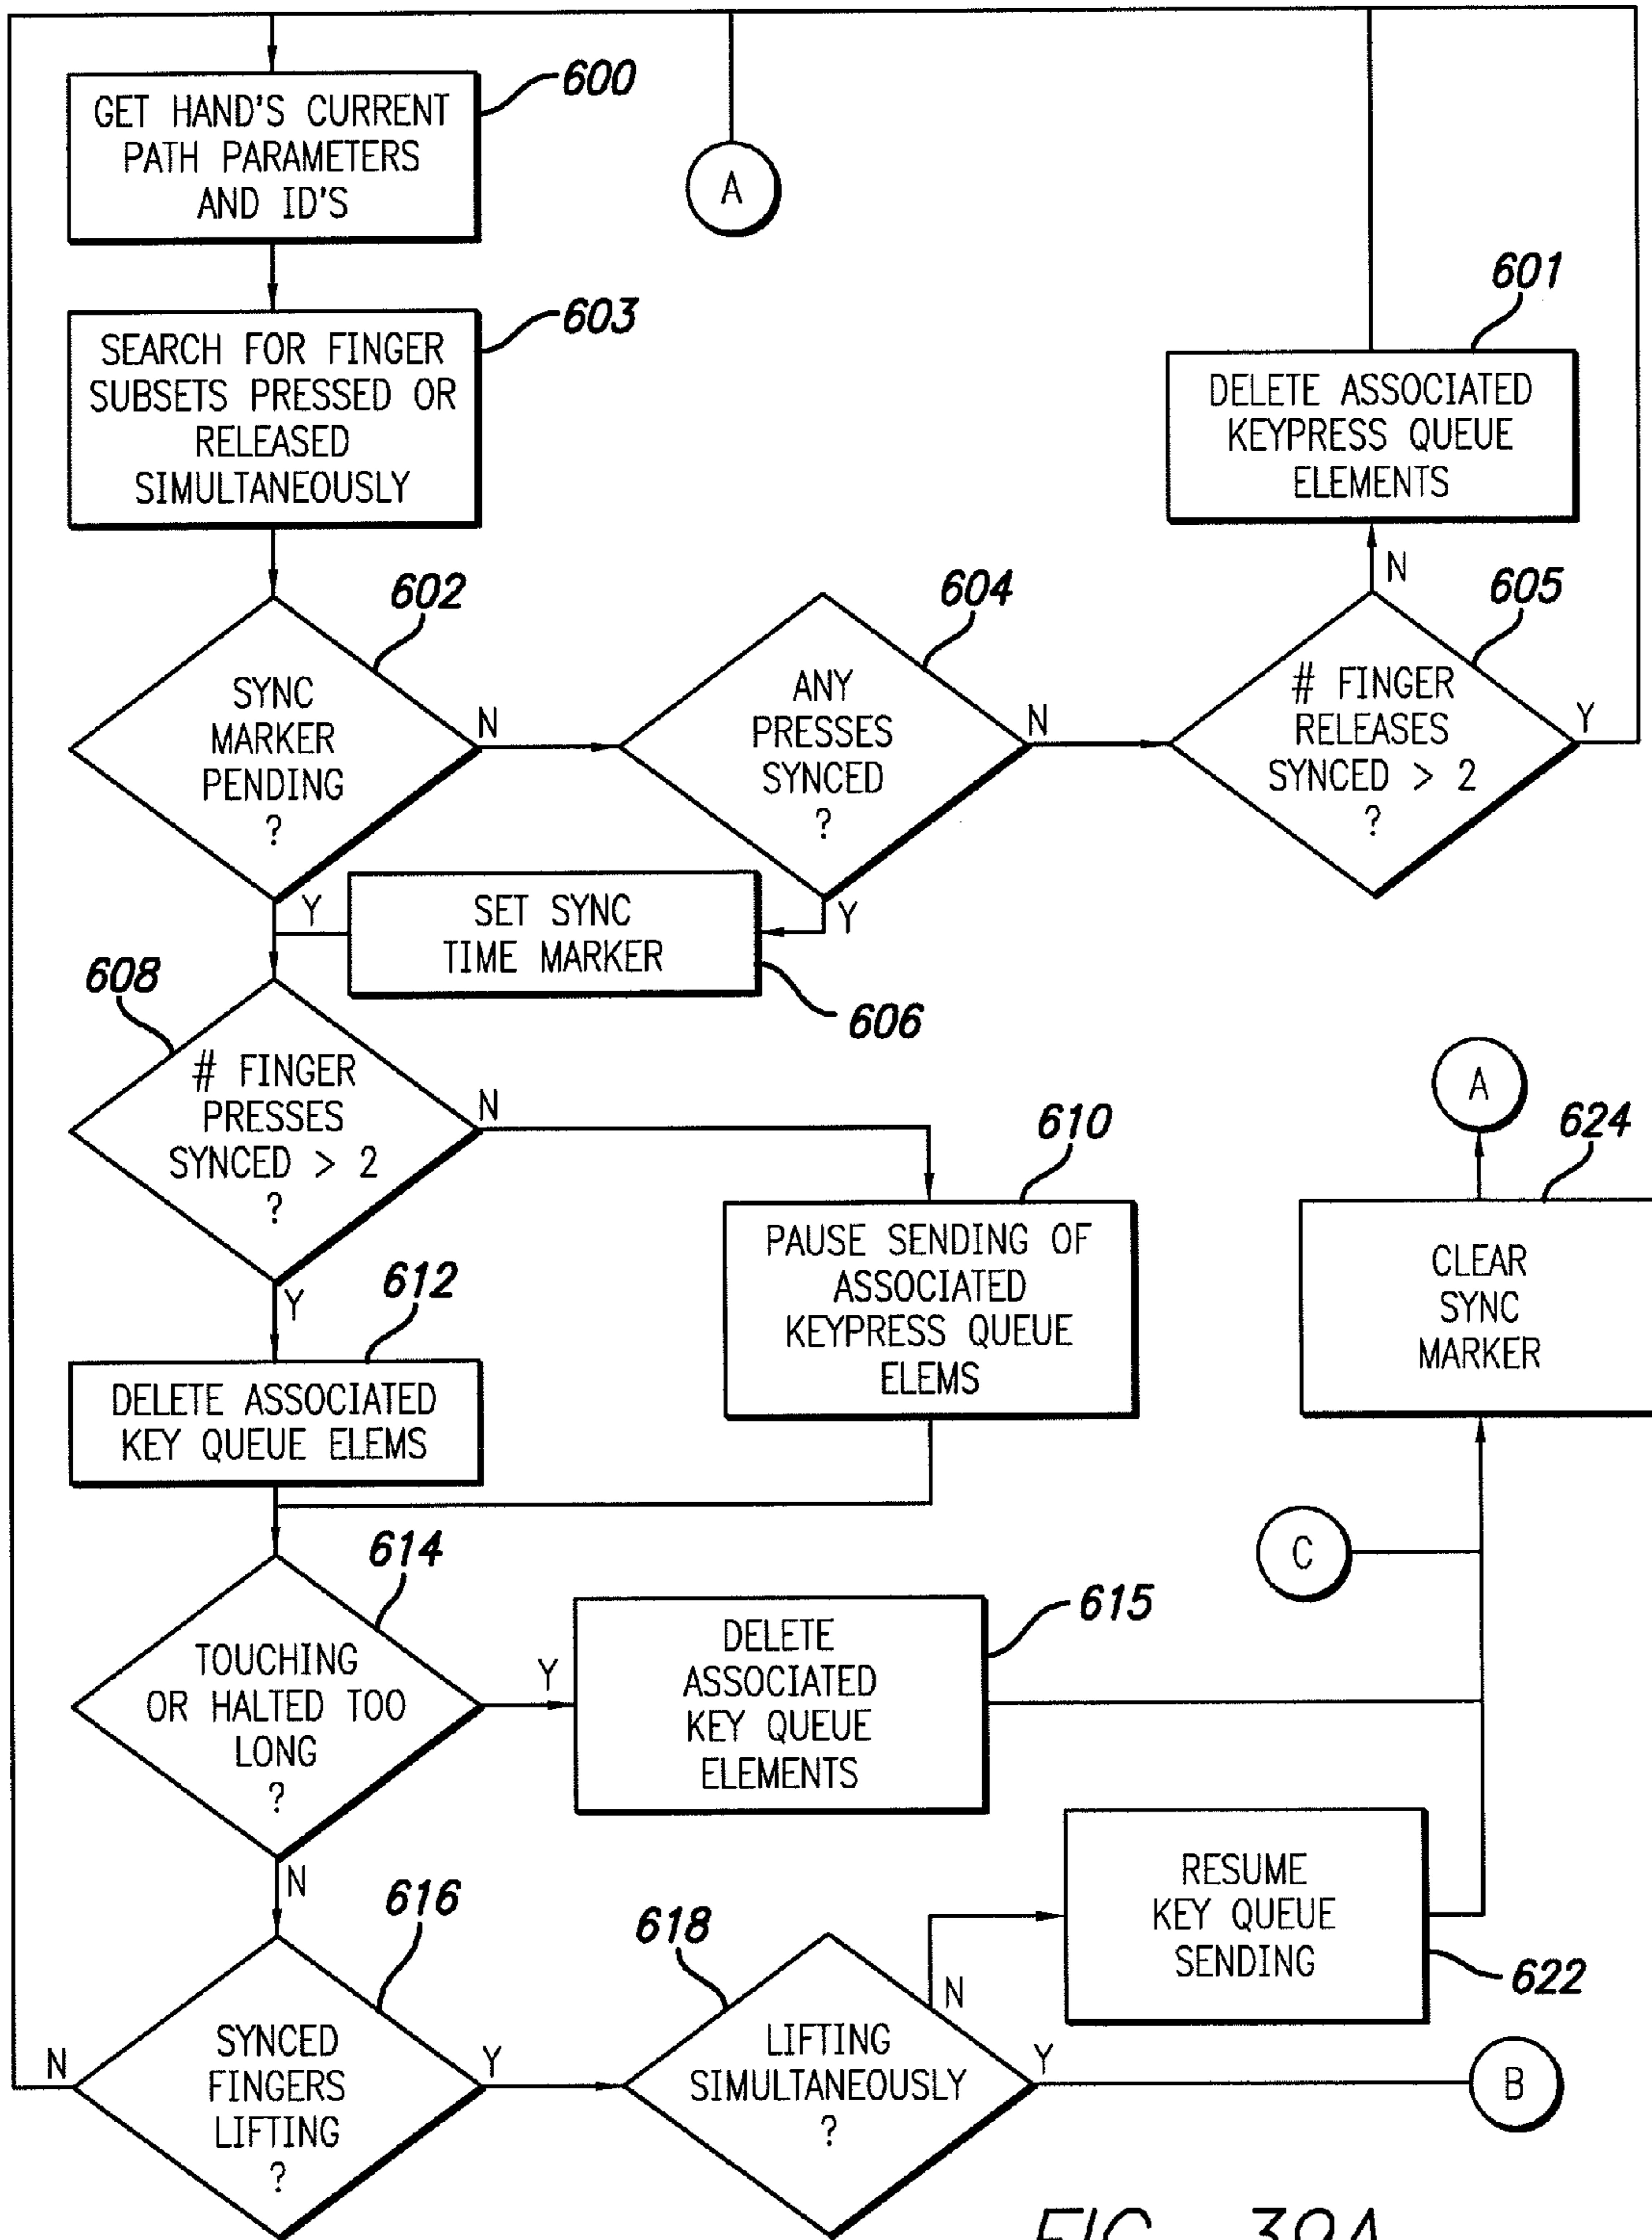 600
GET HAND'S CURRENT
PATH PARAMETERS
AND ID'S
A
603
SEARCH FOR FINGER
SUBSETS PRESSED OR
RELEASED
SIMULTANEOUSLY
601
DELETE ASSOCIATED
KEYPRESS QUEUE
ELEMENTS
N
602
SYNC
MARKER
PENDING
?
N
604
ANY
PRESSES
SYNCED
?
N
605
# FINGER
RELEASES
SYNCED > 2
?
Y
Y
SET SYNC
TIME MARKER
Y
606
608
# FINGER
PRESSES
SYNCED > 2
?
N
610
PAUSE SENDING OF
ASSOCIATED
KEYPRESS QUEUE
ELEMS
A
624
CLEAR
SYNC
MARKER
Y
612
DELETE ASSOCIATED
KEY QUEUE ELEMS
C
614
TOUCHING
OR HALTED TOO
LONG
?
Y
615
DELETE
ASSOCIATED
KEY QUEUE
ELEMENTS
N
616
SYNCED
FINGERS
LIFTING
?
N
Y
618
LIFTING
SIMULTANEOUSLY
?
N
RESUME
KEY QUEUE
SENDING
622
Y
B
FIG. 39A